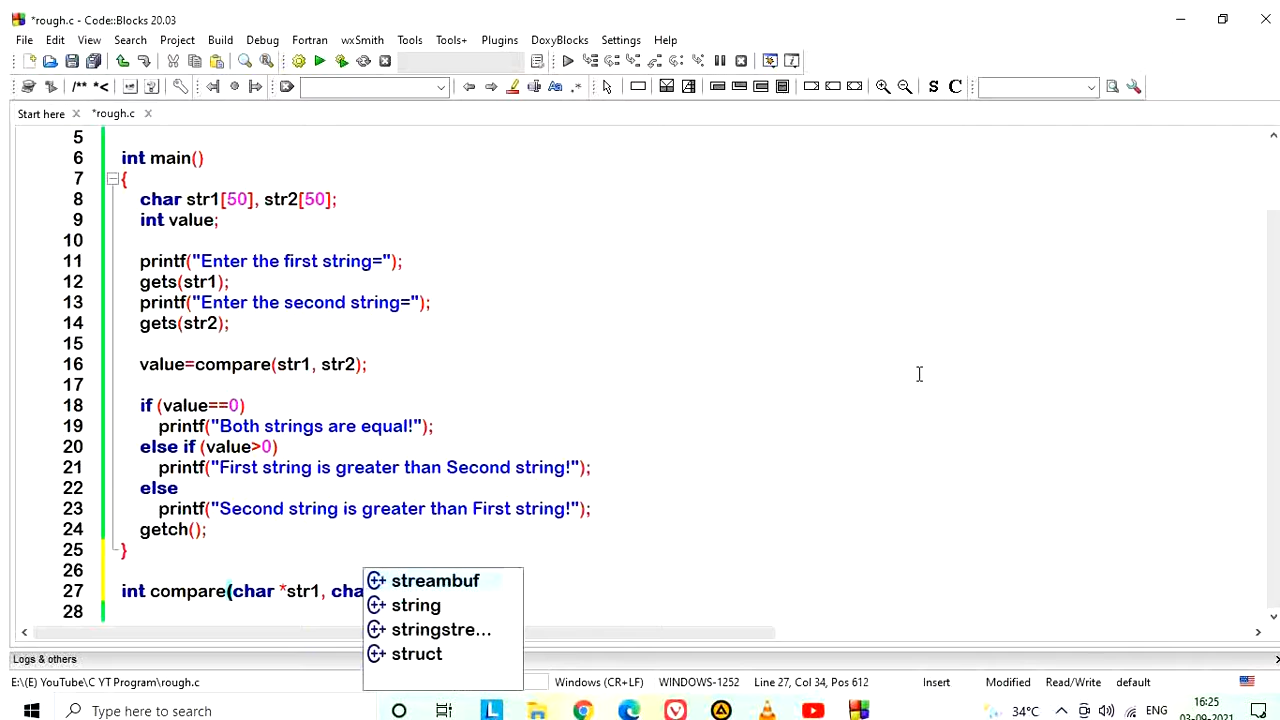 *rough.c - Code::Blocks 20.03
File Edit View Search Project Build Debug Fortran wxSmith Tools Tools+ Plugins DoxyBlocks Settings Help
/** *<
.*
S C
Start here *rough.c
5
6 int main()
7 {
8 char str1[50], str2[50];
9 int value;
10
11 printf("Enter the first string=");
12 gets(str1);
13 printf("Enter the second string=");
14 gets(str2);
15
16 value=compare(str1, str2);
17
18 if (value==0)
19 printf("Both strings are equal!");
20 else if (value>0)
21 printf("First string is greater than Second string!");
22 else
23 printf("Second string is greater than First string!");
24 getch();
25 }
26
27 int compare(char *str1, cha
28
streambuf
string
stringstre...
struct
Logs & others
E:\(E) YouTube\C YT Program\rough.c Windows (CR+LF) WINDOWS-1252 Line 27, Col 34, Pos 612 Insert Modified Read/Write default
Type here to search 34°C ENG 16:25
03-09-2021